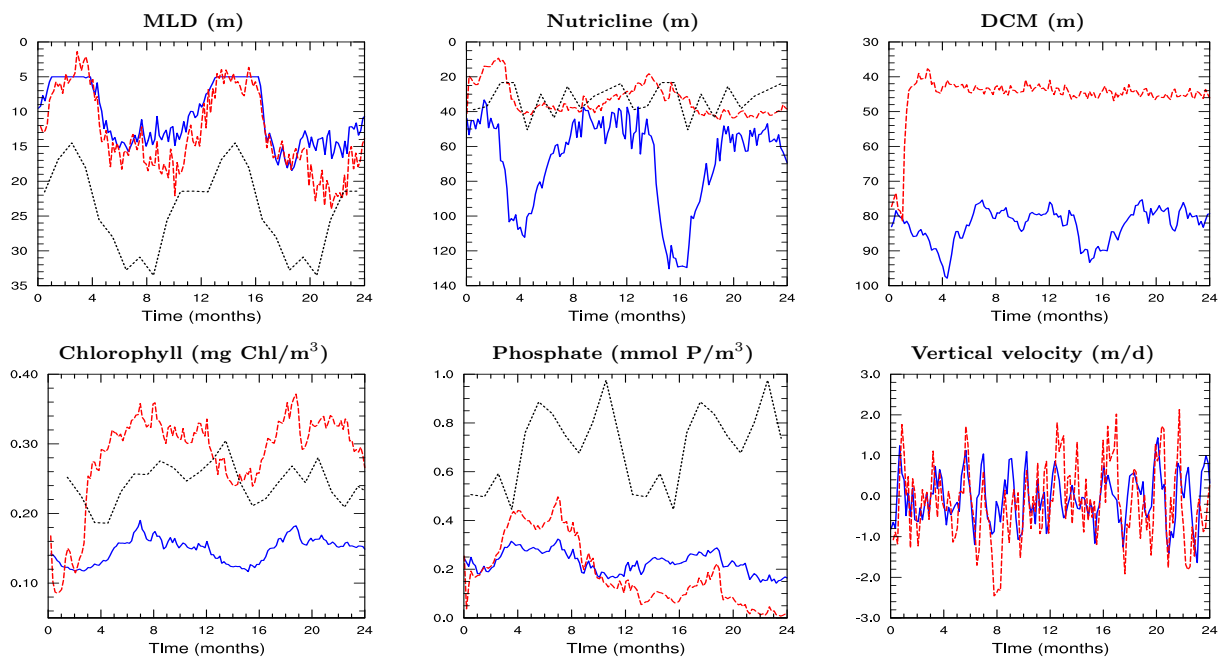 MLD (m) Nutricline (m) DCM (m)
0 0 30
5 20 40
10 40 50
15 60 60
20 80 70
25 100 80
30 120 90
35 140 100
0 4 8 12 16 20 24 0 4 8 12 16 20 24 0 4 8 12 16 20 24
Time (months) Time (months) Time (months)
Chlorophyll (mg Chl/m³) Phosphate (mmol P/m³) Vertical velocity (m/d)
0.40 1.0 3.0
0.8 2.0
0.30 0.6 1.0
0.20 0.4 0.0
-1.0
0.10 0.2 -2.0
0.0 -3.0
0 4 8 12 16 20 24 0 4 8 12 16 20 24 0 4 8 12 16 20 24
TIme (months) TIme (months) TIme (months)